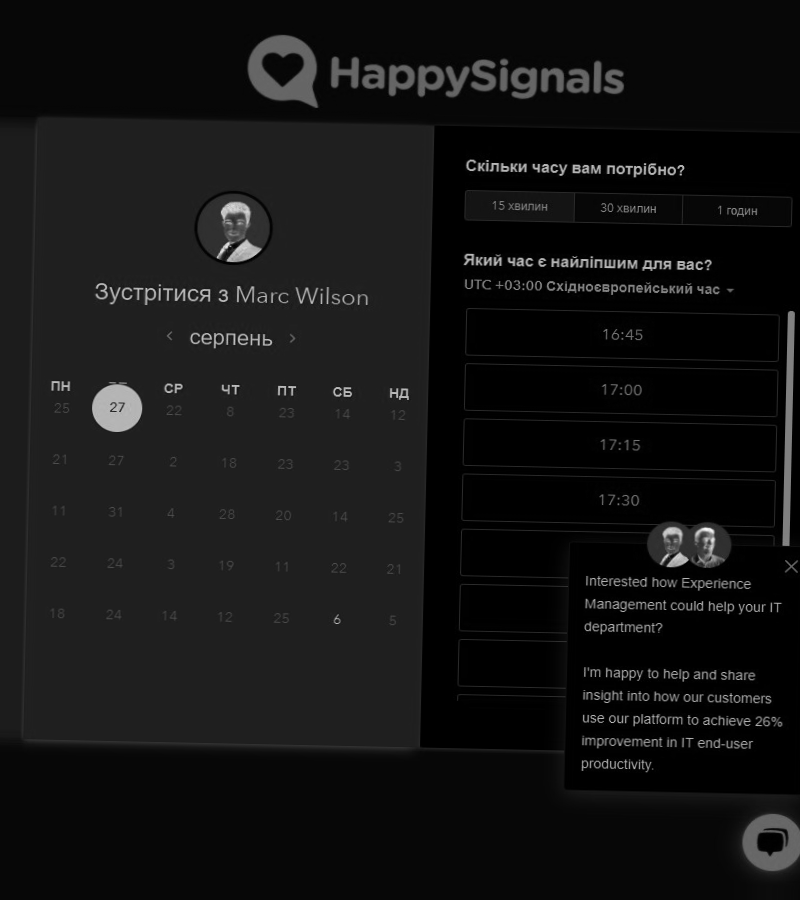 HappySignals
Зустрітися з Marc Wilson
серпень
ПН СР ЧТ ПТ СБ НД
25 27 22 8 23 14 12
21 27 2 18 23 23 3
11 31 4 28 20 14 25
22 24 3 19 11 22 21
18 24 14 12 25 6 5
Скільки часу вам потрібно?
15 хвилин 30 хвилин 1 годин
Який час є найліпшим для вас?
UTC +03:00 Східноєвропейський час
16:45
17:00
17:15
17:30
Interested how Experience
Management could help your IT
department?
I'm happy to help and share
insight into how our customers
use our platform to achieve 26%
improvement in IT end-user
productivity.